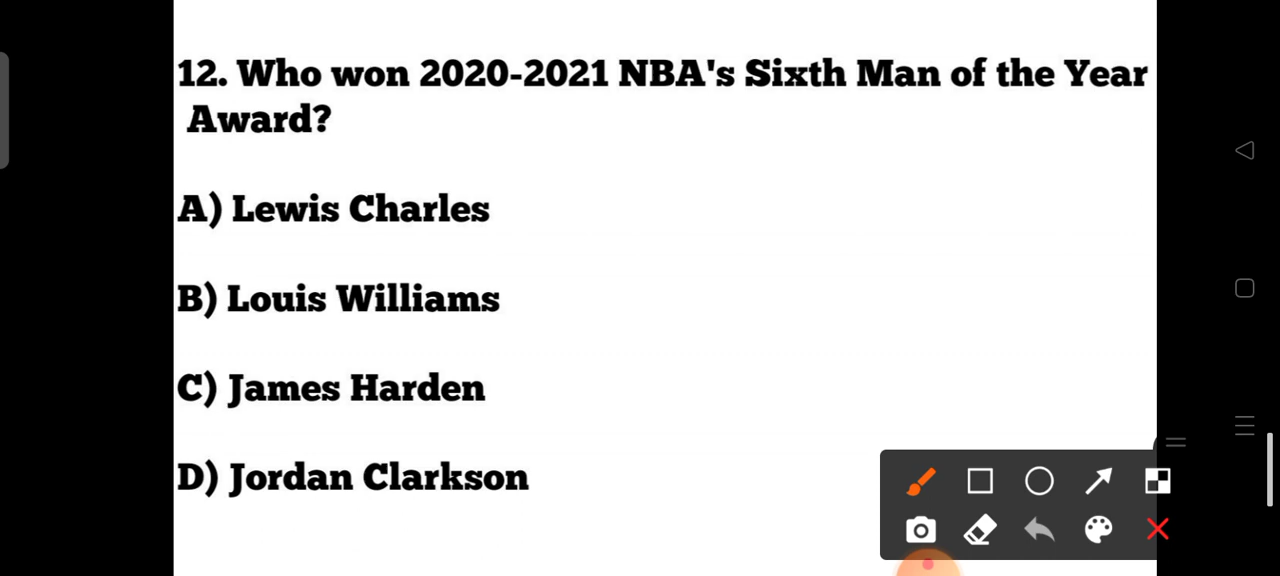 12. Who won 2020-2021 NBA's Sixth Man of the Year
Award?
A) Lewis Charles
B) Louis Williams
C) James Harden
D) Jordan Clarkson